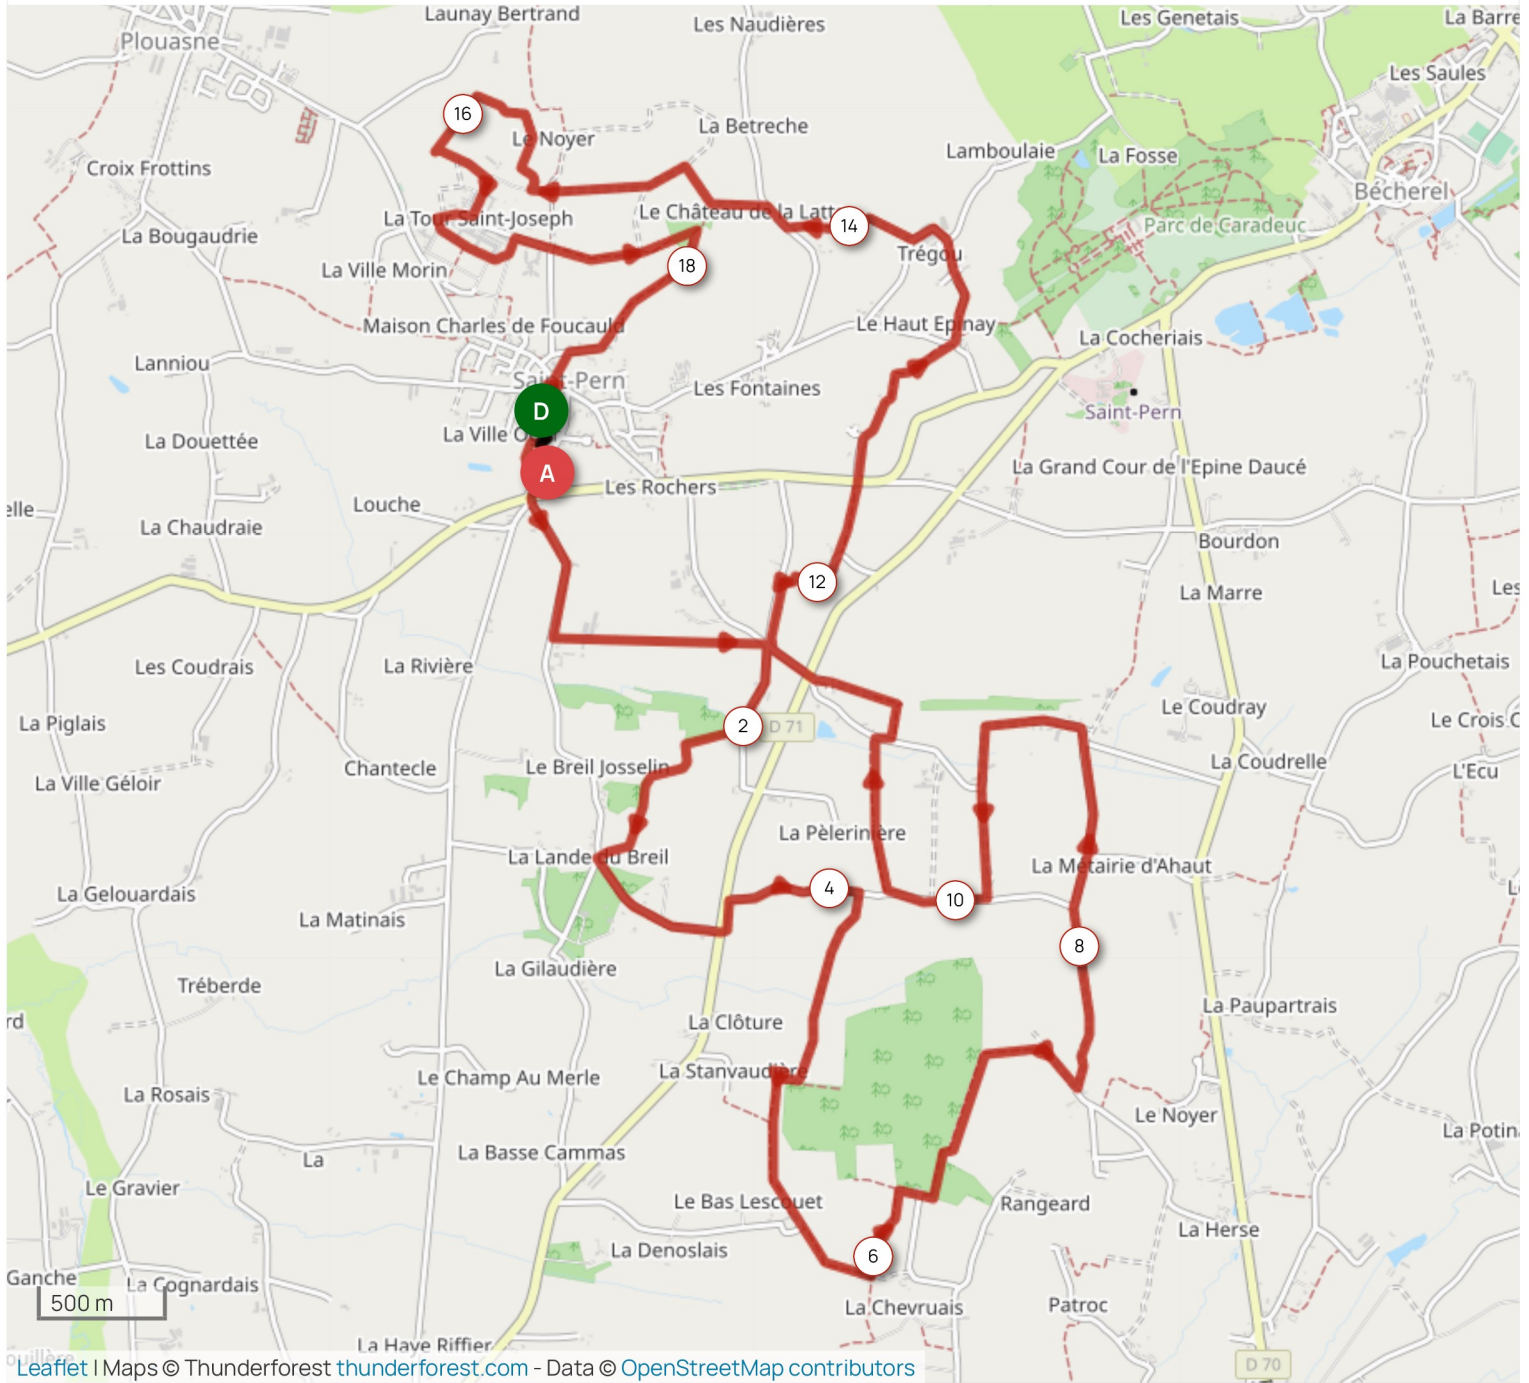 Launay Bertrand
Les Genetais
La Barre
Plouasne
Les Naudières
Les Saules
16
Le Noyer
La Betreche
Croix Frottins
Lamboulaie
La Fosse
Bécherel
La Tour Saint-Joseph
Le Château de la Latt
14
Parc de Caradeuc
La Bougaudrie
Trégou
La Ville Morin
18
Maison Charles de Foucauld
Le Haut Epinay
La Cocheriais
Lanniou
Saint-Pern
Les Fontaines
D
Saint-Pern
La Douettée
La Ville O
A
La Grand Cour de l'Epine Daucé
elle
Louche
Les Rochers
La Chaudraie
Bourdon
12
La Marre
Les
Les Coudrais
La Rivière
La Pouchetais
La Piglais
2
D 71
Le Coudray
Le Crois
Chantecle
Le Breil Josselin
La Coudrelle
L'Ecu
La Ville Géloir
La Pèlerinière
La Lande du Breil
La Métairie d'Ahaut
La Gelouardais
4
10
La Matinais
8
La Gilaudière
Tréberde
La Paupartrais
rd
La Clôture
La Stanvaudière
Le Champ Au Merle
La Rosais
Le Noyer
La Potin
La
La Basse Cammas
Le Gravier
Le Bas Lescouet
Rangeard
La Herse
La Denoslais
6
Ganche
La Cognardais
500 m
La Chevruais
Patroc
La Haye Riffier
D 70
Leaflet | Maps © Thunderforest thunderforest.com - Data © OpenStreetMap contributors